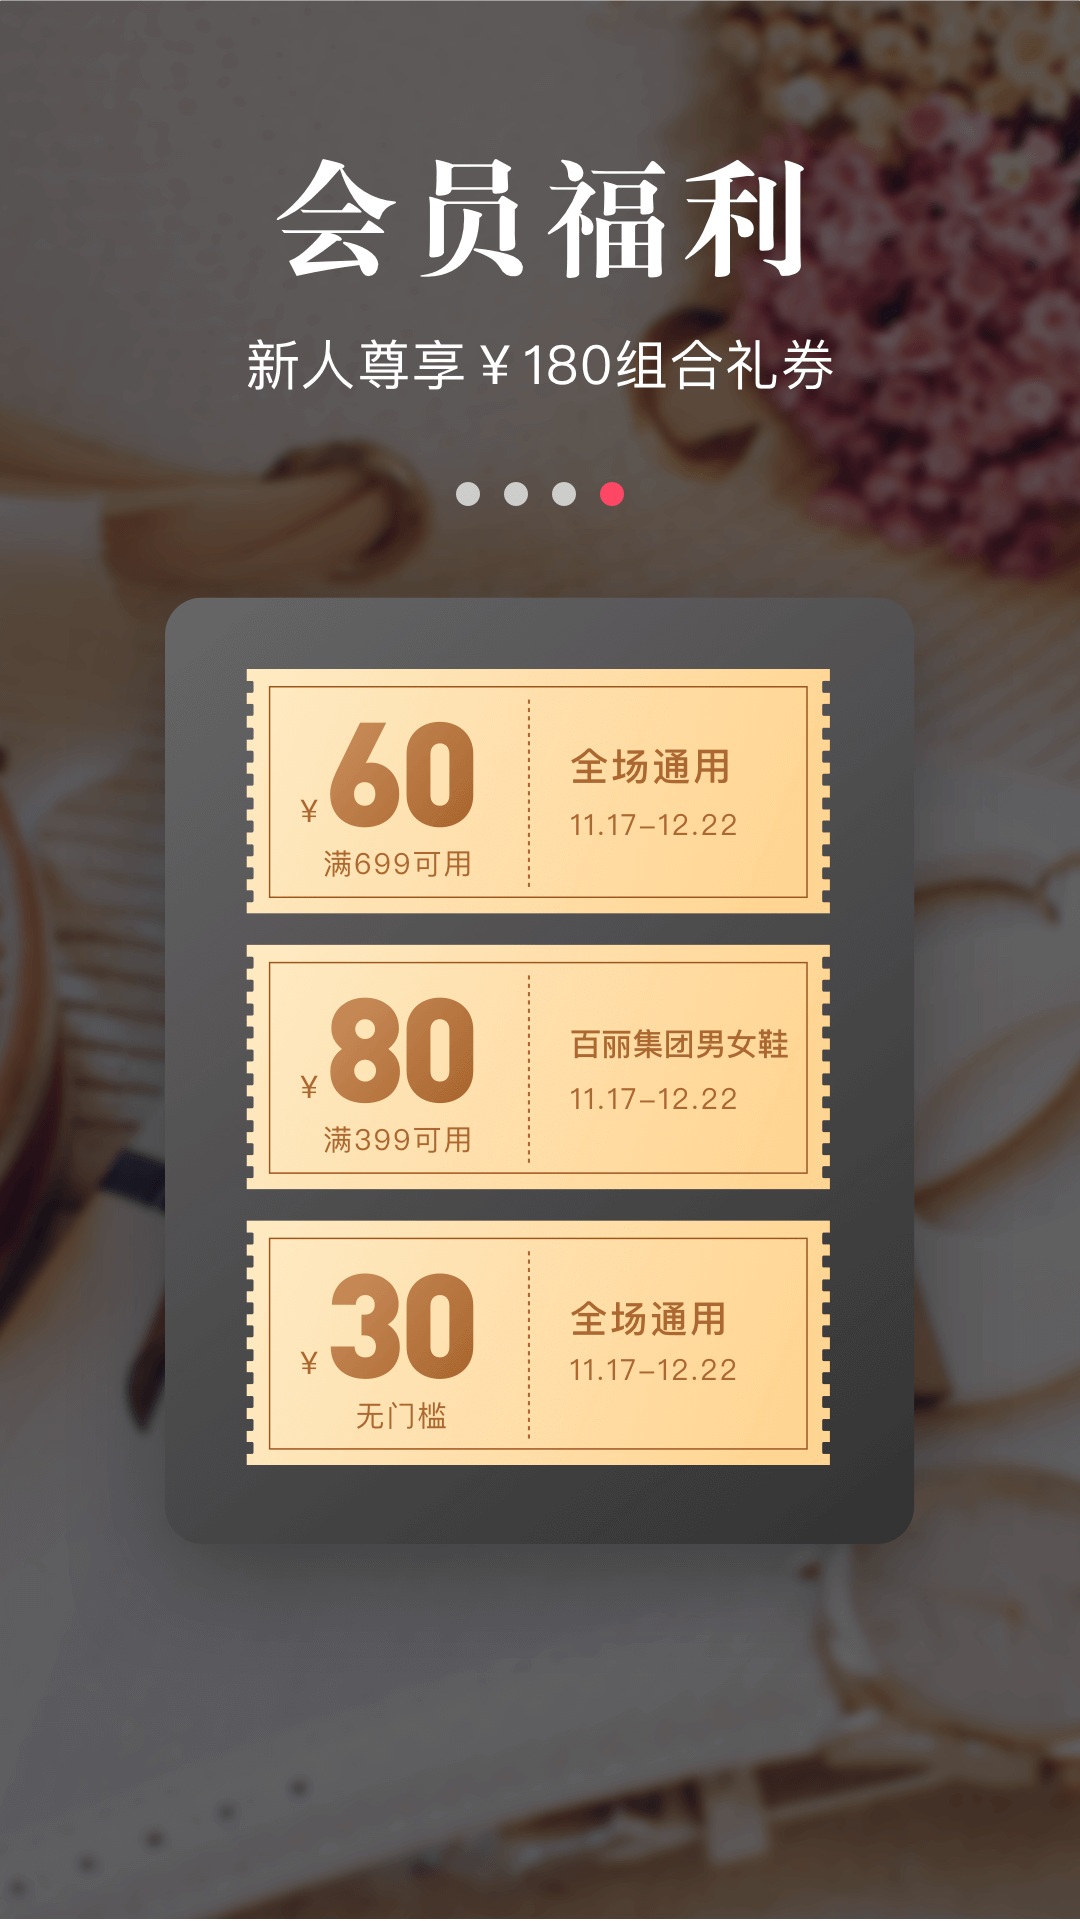 会员福利
新人尊享￥180组合礼券
¥60
满699可用
全场通用
11.17-12.22
¥80
满399可用
百丽集团男女鞋
11.17-12.22
¥30
无门槛
全场通用
11.17-12.22